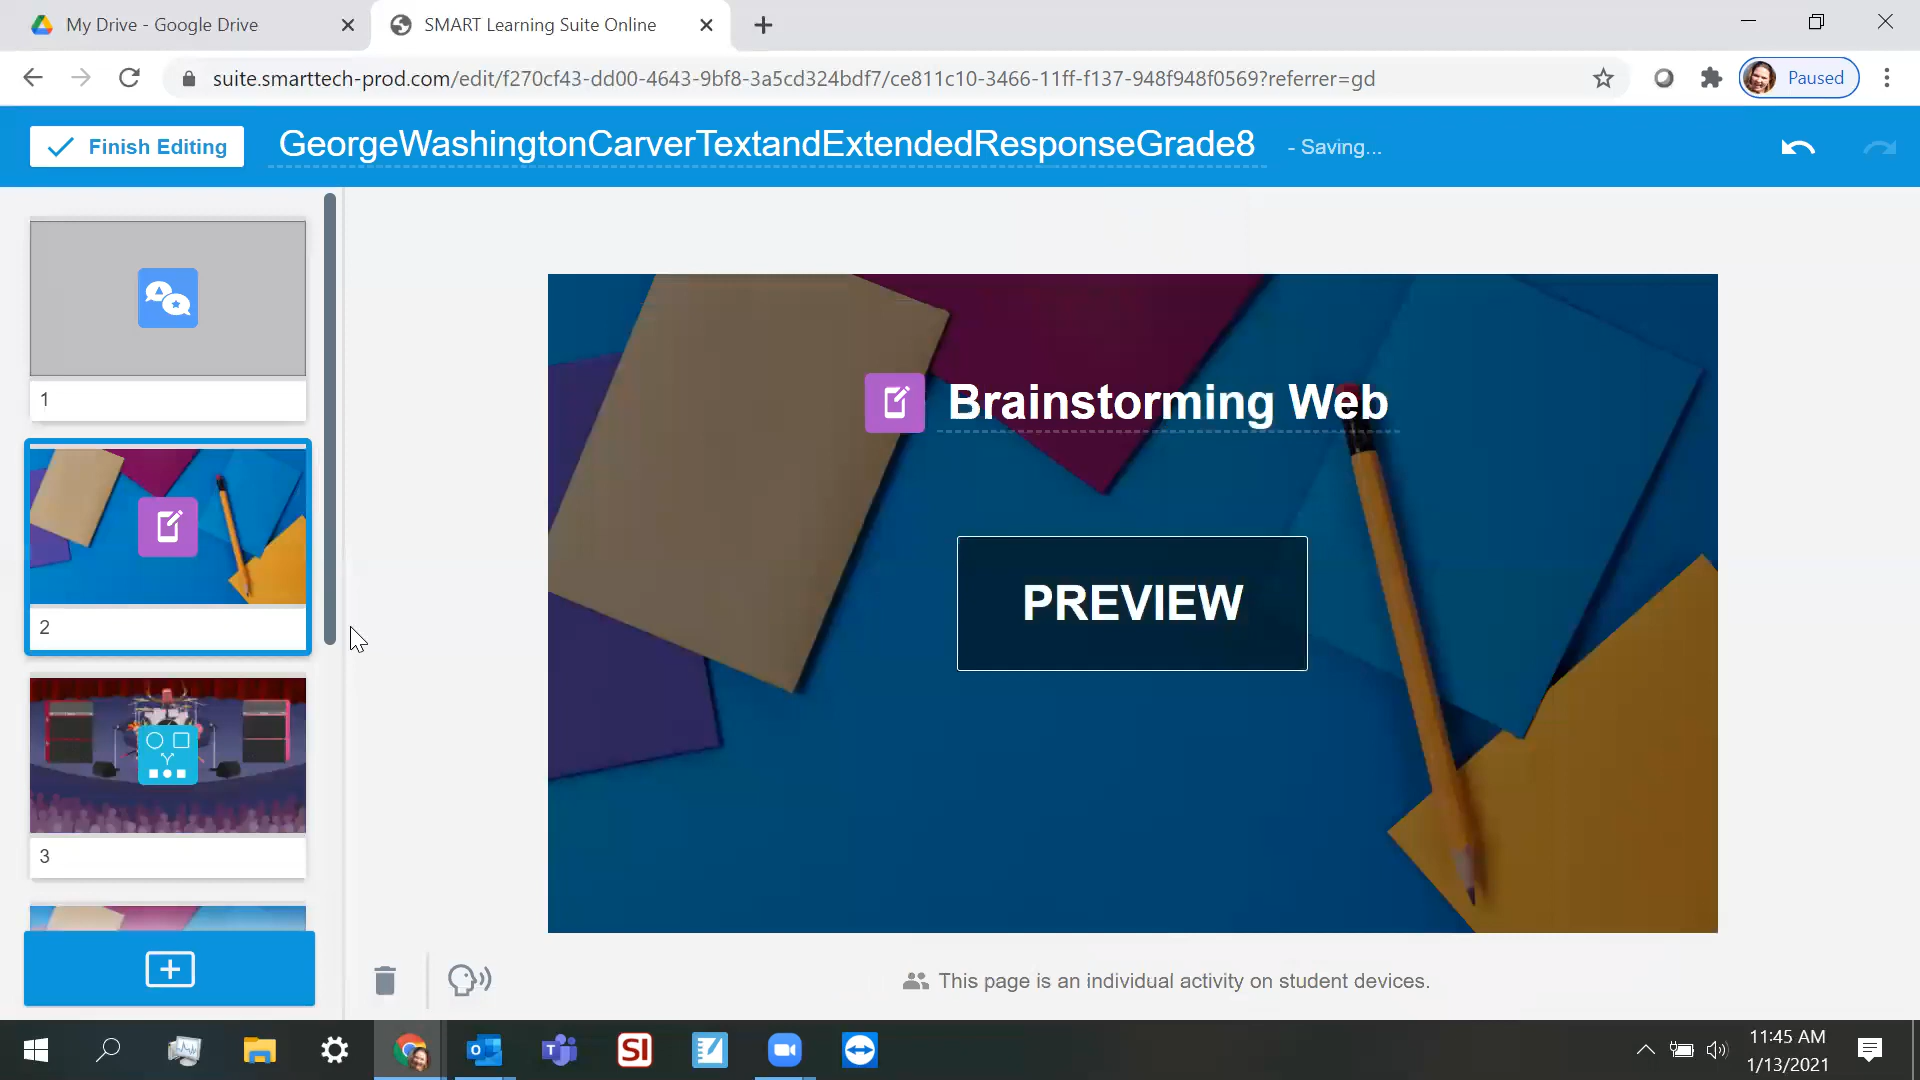 My Drive - Google Drive
SMART Learning Suite Online
suite.smarttech-prod.com/edit/f270cf43-dd00-4643-9bf8-3a5cd324bdf7/ce811c10-3466-11ff-f137-948f948f0569?referrer=gd
Paused
Finish Editing
GeorgeWashingtonCarverTextandExtendedResponseGrade8
- Saving...
1
2
3
Brainstorming Web
PREVIEW
This page is an individual activity on student devices.
SI
11:45 AM
1/13/2021